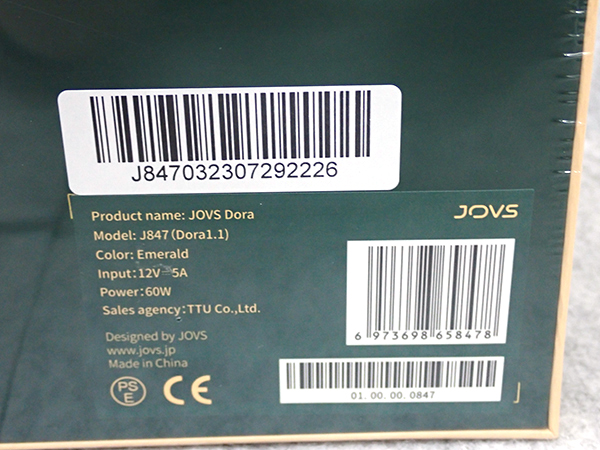 J847032307292226
Product name: JOVS Dora
JOVS
Model: J847(Dora1.1)
Color: Emerald
Input:12V⎓5A
Power:60W
Sales agency:TTU Co.,Ltd.
6 973698 658478
Designed by JOVS
www.jovs.jp
Made in China
PS E CE
01. 00. 00. 0847